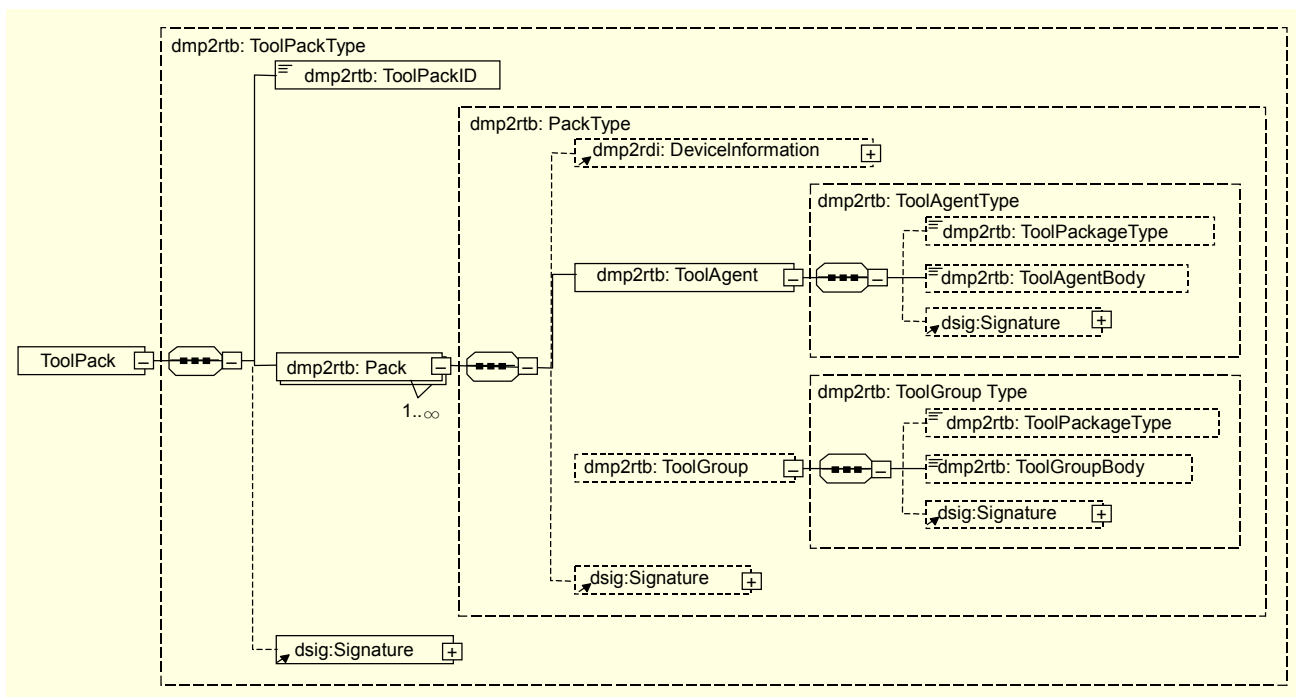 dmp2rtb: ToolPackType
dmp2rtb: ToolPackID
dmp2rtb: PackType
dmp2rdi: DeviceInformation
dmp2rtb: ToolAgentType
dmp2rtb: ToolPackageType
dmp2rtb: ToolAgent
dmp2rtb: ToolAgentBody
dsig:Signature
ToolPack
dmp2rtb: Pack
1..∞
dmp2rtb: ToolGroup Type
dmp2rtb: ToolPackageType
dmp2rtb: ToolGroup
dmp2rtb: ToolGroupBody
dsig:Signature
dsig:Signature
dsig:Signature